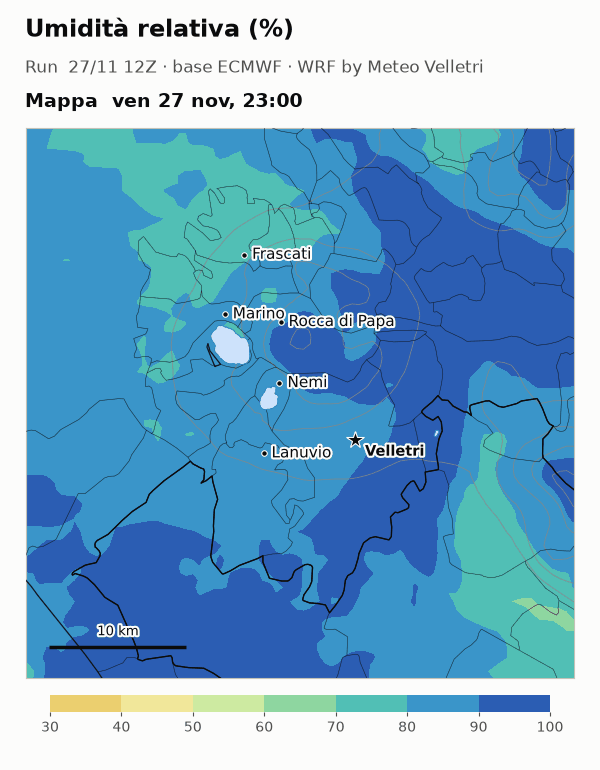 Umidità relativa (%)
Run  27/11 12Z · base ECMWF · WRF by Meteo Velletri
Mappa  ven 27 nov, 23:00
Frascati
Marino
Rocca di Papa
Nemi
Velletri
Lanuvio
10 km
30 40 50 60 70 80 90 100